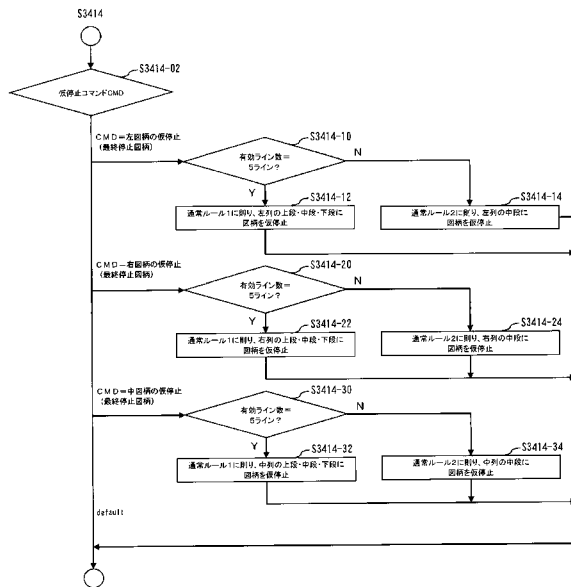 S3414
S3414-02
仮停止コマンドCMD
CMD=左図柄の仮停止
(最終停止図柄)
S3414-10
有効ライン数=
5ライン?
N
Y
S3414-12
通常ルール1に則り、左列の上段・中段・下段に
図柄を仮停止
S3414-14
通常ルール2に則り、左列の中段に
図柄を仮停止
CMD=右図柄の仮停止
(最終停止図柄)
S3414-20
有効ライン数=
5ライン?
N
Y
S3414-22
通常ルール1に則り、右列の上段・中段・下段に
図柄を仮停止
S3414-24
通常ルール2に則り、右列の中段に
図柄を仮停止
CMD=中図柄の仮停止
(最終停止図柄)
S3414-30
有効ライン数=
5ライン?
N
Y
S3414-32
通常ルール1に則り、中列の上段・中段・下段に
図柄を仮停止
S3414-34
通常ルール2に則り、中列の中段に
図柄を仮停止
default